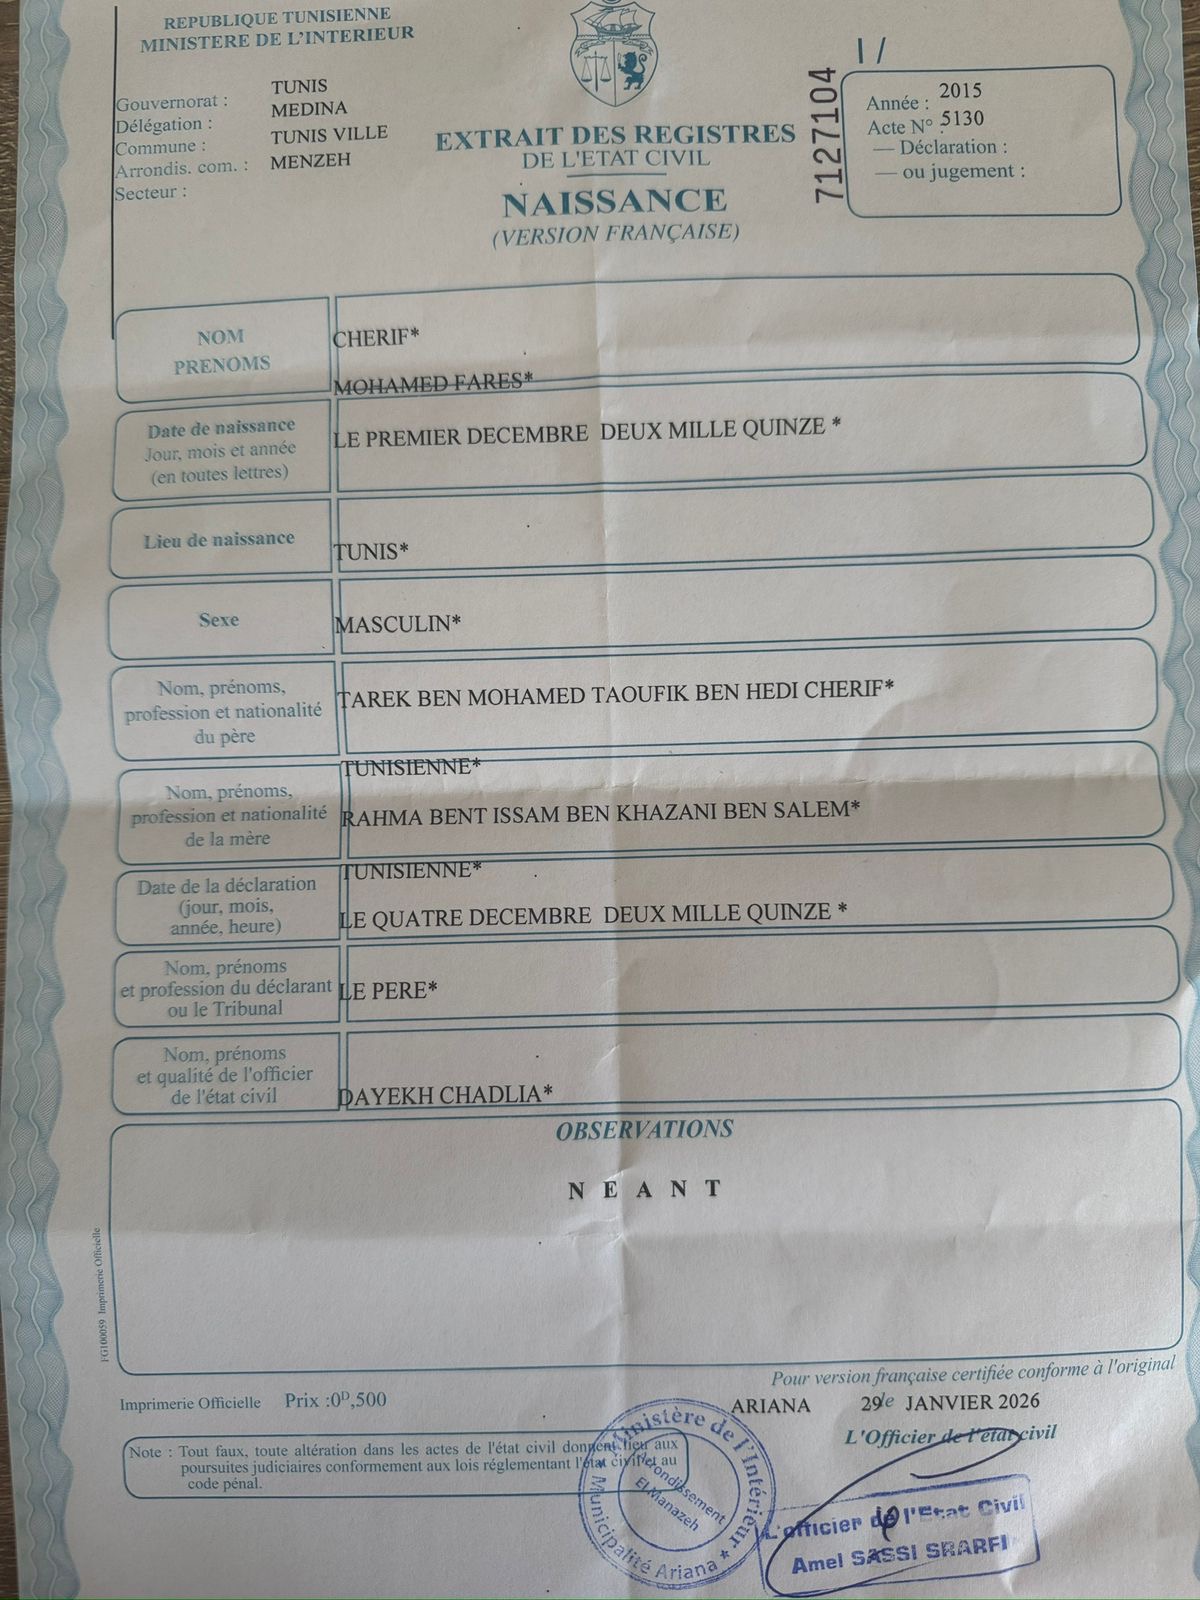 REPUBLIQUE TUNISIENNE
MINISTERE DE L'INTERIEUR
Gouvernorat : TUNIS
Délégation : MEDINA
Commune : TUNIS VILLE
Arrondis. com. : MENZEH
Secteur :
EXTRAIT DES REGISTRES
DE L'ETAT CIVIL
NAISSANCE
(VERSION FRANÇAISE)
7127104
I /
Année : 2015
Acte N° : 5130
— Déclaration :
— ou jugement :
NOM
PRENOMS
CHERIF*
MOHAMED FARES*
Date de naissance
Jour, mois et année
(en toutes lettres)
LE PREMIER DECEMBRE DEUX MILLE QUINZE *
Lieu de naissance
TUNIS*
Sexe
MASCULIN*
Nom, prénoms,
profession et nationalité
du père
TAREK BEN MOHAMED TAOUFIK BEN HEDI CHERIF*
TUNISIENNE*
Nom, prénoms,
profession et nationalité
de la mère
RAHMA BENT ISSAM BEN KHAZANI BEN SALEM*
TUNISIENNE*
Date de la déclaration
(jour, mois,
année, heure)
LE QUATRE DECEMBRE DEUX MILLE QUINZE *
Nom, prénoms
et profession du déclarant
ou le Tribunal
LE PERE*
Nom, prénoms
et qualité de l'officier
de l'état civil
DAYEKH CHADLIA*
OBSERVATIONS
N E A N T
FG100059 Imprimerie Officielle
Pour version française certifiée conforme à l'original
Imprimerie Officielle Prix :0ᴰ,500
ARIANA 29 le JANVIER 2026
L'Officier de l'état civil
Note : Tout faux, toute altération dans les actes de l'état civil donnent lieu aux
poursuites judiciaires conformement aux lois réglementant l'état civil et au
code pénal.
Ministère de l'Intérieur
Municipalité Ariana *
Arrondissement
El Manazeh
L'officier de l'Etat Civil
Amel SASSI SRARFI